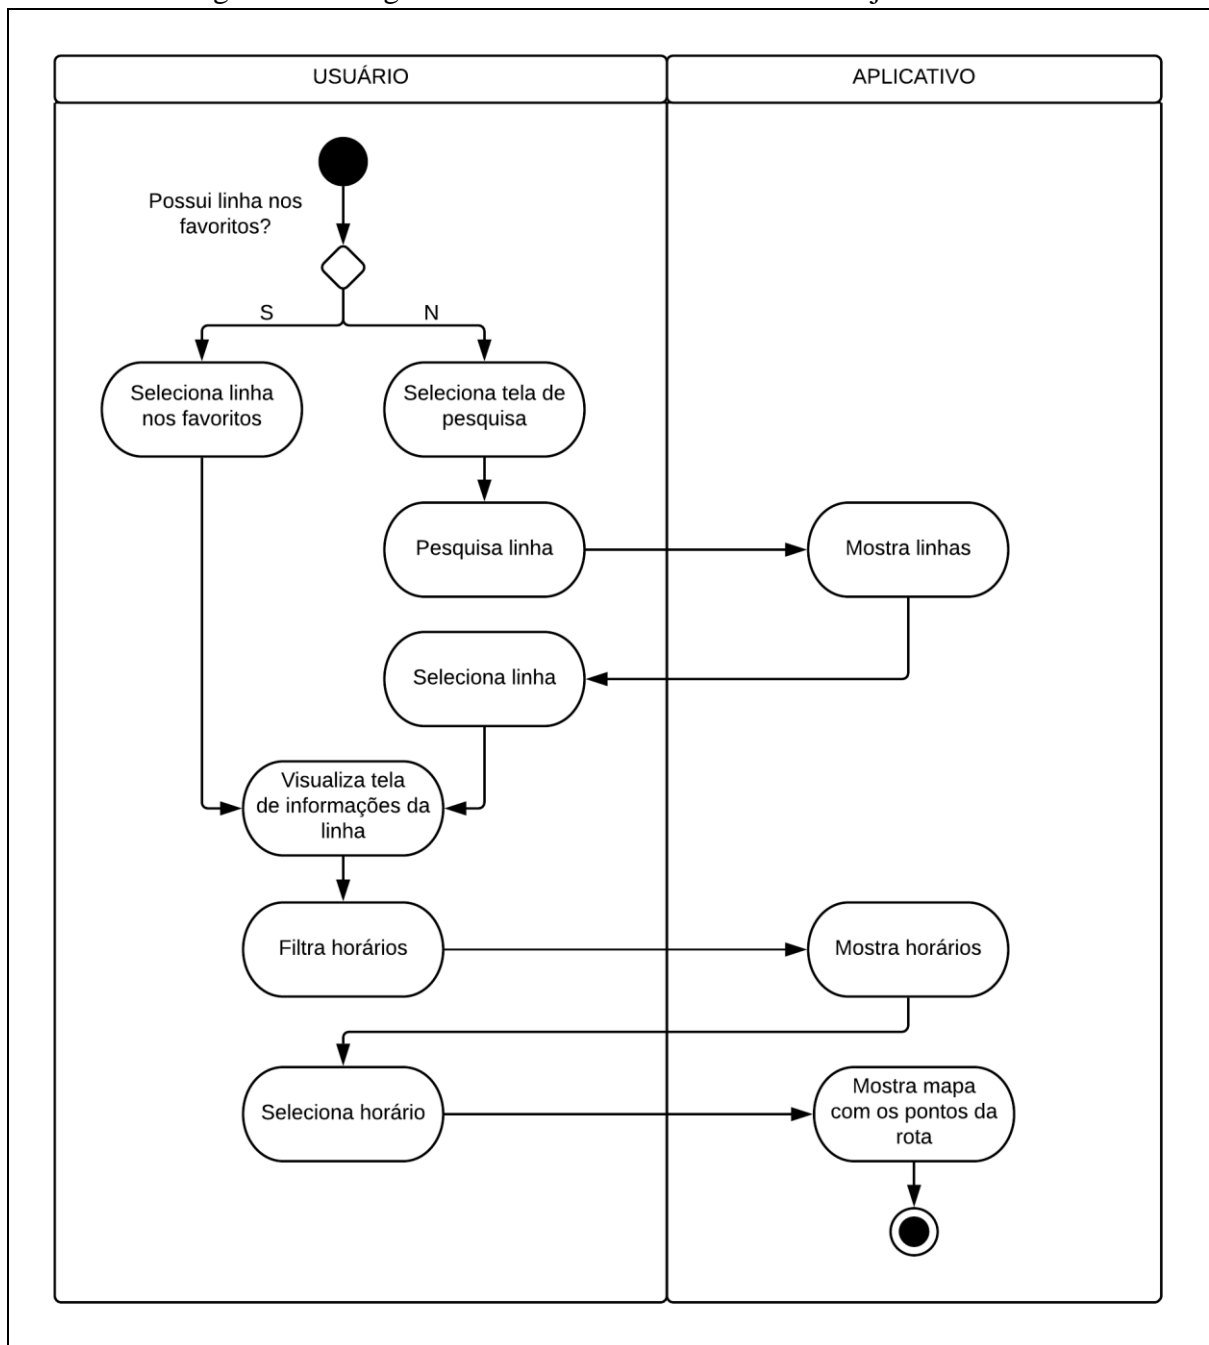 USUÁRIO
APLICATIVO
Possui linha nos
favoritos?
S
N
Seleciona linha
nos favoritos
Seleciona tela de
pesquisa
Pesquisa linha
Mostra linhas
Seleciona linha
Visualiza tela
de informações da
linha
Filtra horários
Mostra horários
Seleciona horário
Mostra mapa
com os pontos da
rota